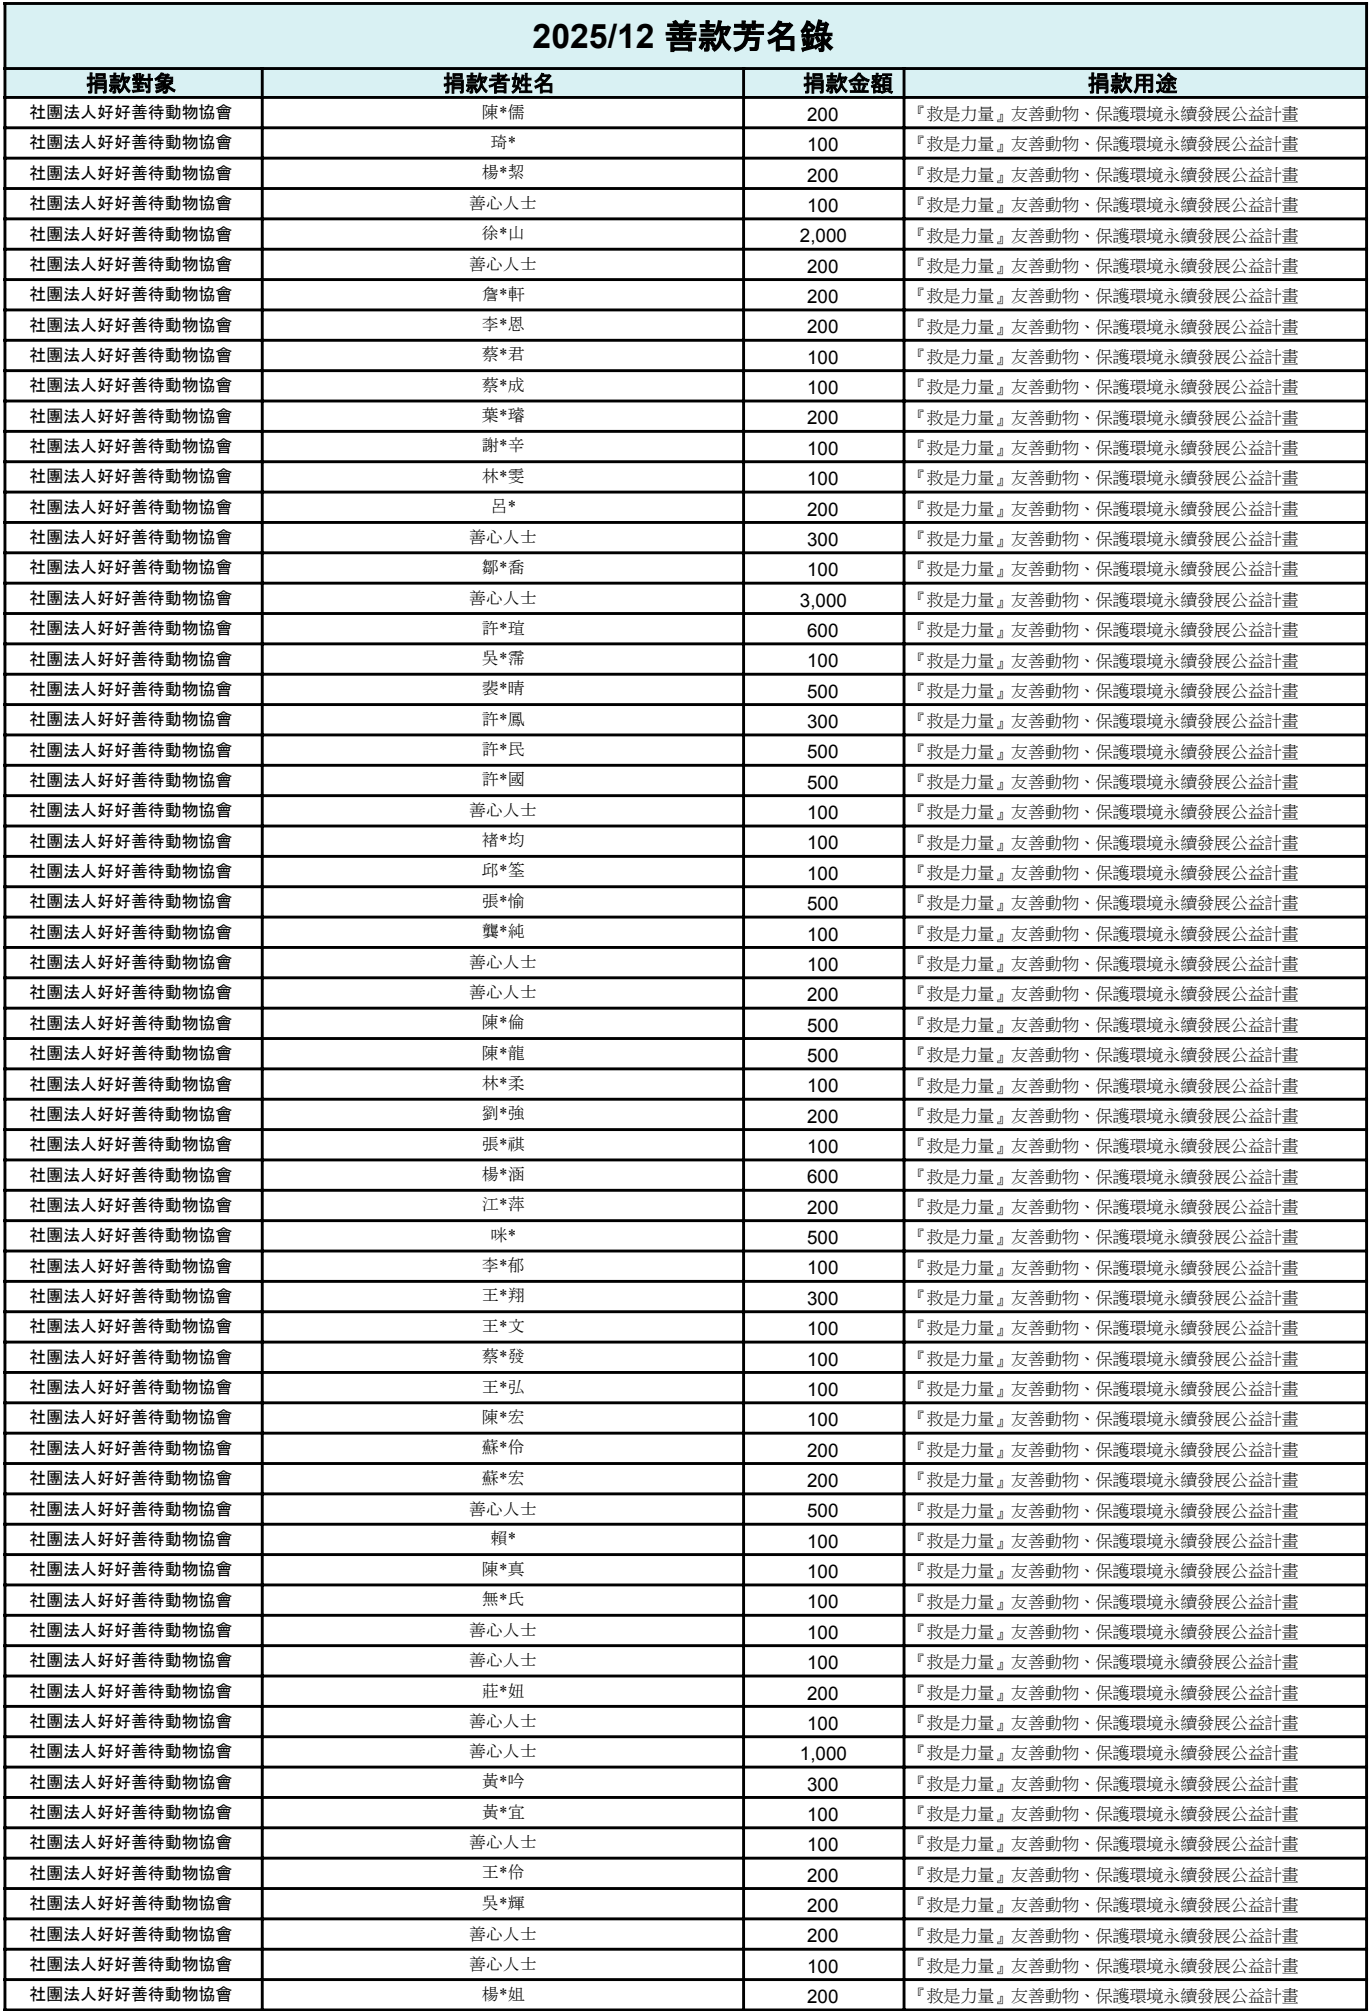 2025/12 善款芳名錄
捐款對象 捐款者姓名 捐款金額 捐款用途
社團法人好好善待動物協會 陳*儒 200 『救是力量』友善動物、保護環境永續發展公益計畫
社團法人好好善待動物協會 琦* 100 『救是力量』友善動物、保護環境永續發展公益計畫
社團法人好好善待動物協會 楊*絜 200 『救是力量』友善動物、保護環境永續發展公益計畫
社團法人好好善待動物協會 善心人士 100 『救是力量』友善動物、保護環境永續發展公益計畫
社團法人好好善待動物協會 徐*山 2,000 『救是力量』友善動物、保護環境永續發展公益計畫
社團法人好好善待動物協會 善心人士 200 『救是力量』友善動物、保護環境永續發展公益計畫
社團法人好好善待動物協會 詹*軒 200 『救是力量』友善動物、保護環境永續發展公益計畫
社團法人好好善待動物協會 李*恩 200 『救是力量』友善動物、保護環境永續發展公益計畫
社團法人好好善待動物協會 蔡*君 100 『救是力量』友善動物、保護環境永續發展公益計畫
社團法人好好善待動物協會 蔡*成 100 『救是力量』友善動物、保護環境永續發展公益計畫
社團法人好好善待動物協會 葉*璿 200 『救是力量』友善動物、保護環境永續發展公益計畫
社團法人好好善待動物協會 謝*辛 100 『救是力量』友善動物、保護環境永續發展公益計畫
社團法人好好善待動物協會 林*雯 100 『救是力量』友善動物、保護環境永續發展公益計畫
社團法人好好善待動物協會 呂* 200 『救是力量』友善動物、保護環境永續發展公益計畫
社團法人好好善待動物協會 善心人士 300 『救是力量』友善動物、保護環境永續發展公益計畫
社團法人好好善待動物協會 鄒*喬 100 『救是力量』友善動物、保護環境永續發展公益計畫
社團法人好好善待動物協會 善心人士 3,000 『救是力量』友善動物、保護環境永續發展公益計畫
社團法人好好善待動物協會 許*瑄 600 『救是力量』友善動物、保護環境永續發展公益計畫
社團法人好好善待動物協會 吳*霈 100 『救是力量』友善動物、保護環境永續發展公益計畫
社團法人好好善待動物協會 裴*晴 500 『救是力量』友善動物、保護環境永續發展公益計畫
社團法人好好善待動物協會 許*鳳 300 『救是力量』友善動物、保護環境永續發展公益計畫
社團法人好好善待動物協會 許*民 500 『救是力量』友善動物、保護環境永續發展公益計畫
社團法人好好善待動物協會 許*國 500 『救是力量』友善動物、保護環境永續發展公益計畫
社團法人好好善待動物協會 善心人士 100 『救是力量』友善動物、保護環境永續發展公益計畫
社團法人好好善待動物協會 褚*均 100 『救是力量』友善動物、保護環境永續發展公益計畫
社團法人好好善待動物協會 邱*筌 100 『救是力量』友善動物、保護環境永續發展公益計畫
社團法人好好善待動物協會 張*愉 500 『救是力量』友善動物、保護環境永續發展公益計畫
社團法人好好善待動物協會 龔*純 100 『救是力量』友善動物、保護環境永續發展公益計畫
社團法人好好善待動物協會 善心人士 100 『救是力量』友善動物、保護環境永續發展公益計畫
社團法人好好善待動物協會 善心人士 200 『救是力量』友善動物、保護環境永續發展公益計畫
社團法人好好善待動物協會 陳*倫 500 『救是力量』友善動物、保護環境永續發展公益計畫
社團法人好好善待動物協會 陳*龍 500 『救是力量』友善動物、保護環境永續發展公益計畫
社團法人好好善待動物協會 林*柔 100 『救是力量』友善動物、保護環境永續發展公益計畫
社團法人好好善待動物協會 劉*強 200 『救是力量』友善動物、保護環境永續發展公益計畫
社團法人好好善待動物協會 張*祺 100 『救是力量』友善動物、保護環境永續發展公益計畫
社團法人好好善待動物協會 楊*涵 600 『救是力量』友善動物、保護環境永續發展公益計畫
社團法人好好善待動物協會 江*萍 200 『救是力量』友善動物、保護環境永續發展公益計畫
社團法人好好善待動物協會 咪* 500 『救是力量』友善動物、保護環境永續發展公益計畫
社團法人好好善待動物協會 李*郁 100 『救是力量』友善動物、保護環境永續發展公益計畫
社團法人好好善待動物協會 王*翔 300 『救是力量』友善動物、保護環境永續發展公益計畫
社團法人好好善待動物協會 王*文 100 『救是力量』友善動物、保護環境永續發展公益計畫
社團法人好好善待動物協會 蔡*發 100 『救是力量』友善動物、保護環境永續發展公益計畫
社團法人好好善待動物協會 王*弘 100 『救是力量』友善動物、保護環境永續發展公益計畫
社團法人好好善待動物協會 陳*宏 100 『救是力量』友善動物、保護環境永續發展公益計畫
社團法人好好善待動物協會 蘇*伶 200 『救是力量』友善動物、保護環境永續發展公益計畫
社團法人好好善待動物協會 蘇*宏 200 『救是力量』友善動物、保護環境永續發展公益計畫
社團法人好好善待動物協會 善心人士 500 『救是力量』友善動物、保護環境永續發展公益計畫
社團法人好好善待動物協會 賴* 100 『救是力量』友善動物、保護環境永續發展公益計畫
社團法人好好善待動物協會 陳*真 100 『救是力量』友善動物、保護環境永續發展公益計畫
社團法人好好善待動物協會 無*氏 100 『救是力量』友善動物、保護環境永續發展公益計畫
社團法人好好善待動物協會 善心人士 100 『救是力量』友善動物、保護環境永續發展公益計畫
社團法人好好善待動物協會 善心人士 100 『救是力量』友善動物、保護環境永續發展公益計畫
社團法人好好善待動物協會 莊*妞 200 『救是力量』友善動物、保護環境永續發展公益計畫
社團法人好好善待動物協會 善心人士 100 『救是力量』友善動物、保護環境永續發展公益計畫
社團法人好好善待動物協會 善心人士 1,000 『救是力量』友善動物、保護環境永續發展公益計畫
社團法人好好善待動物協會 黃*吟 300 『救是力量』友善動物、保護環境永續發展公益計畫
社團法人好好善待動物協會 黃*宜 100 『救是力量』友善動物、保護環境永續發展公益計畫
社團法人好好善待動物協會 善心人士 100 『救是力量』友善動物、保護環境永續發展公益計畫
社團法人好好善待動物協會 王*伶 200 『救是力量』友善動物、保護環境永續發展公益計畫
社團法人好好善待動物協會 吳*輝 200 『救是力量』友善動物、保護環境永續發展公益計畫
社團法人好好善待動物協會 善心人士 200 『救是力量』友善動物、保護環境永續發展公益計畫
社團法人好好善待動物協會 善心人士 100 『救是力量』友善動物、保護環境永續發展公益計畫
社團法人好好善待動物協會 楊*姐 200 『救是力量』友善動物、保護環境永續發展公益計畫